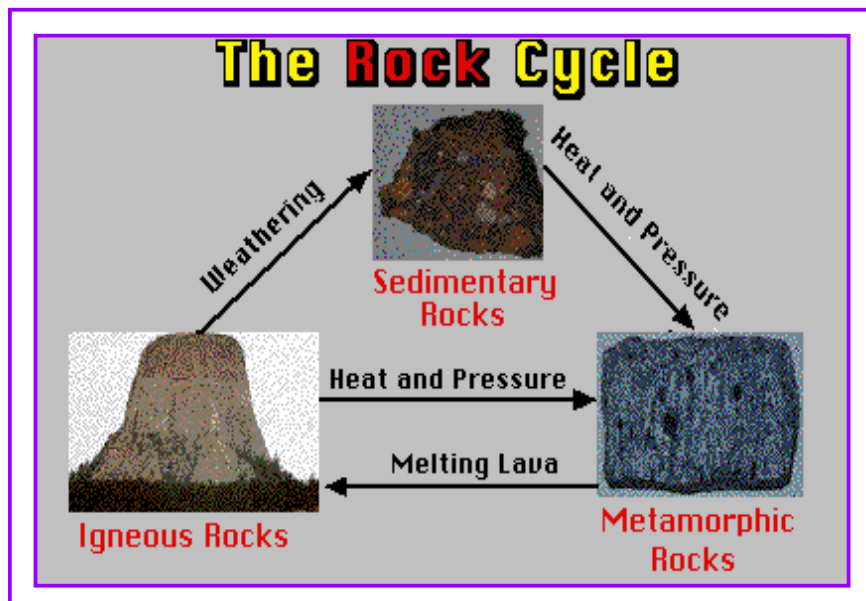 The Rock Cycle
Weathering
Heat and Pressure
Sedimentary
Rocks
Heat and Pressure
Melting Lava
Igneous Rocks
Metamorphic
Rocks